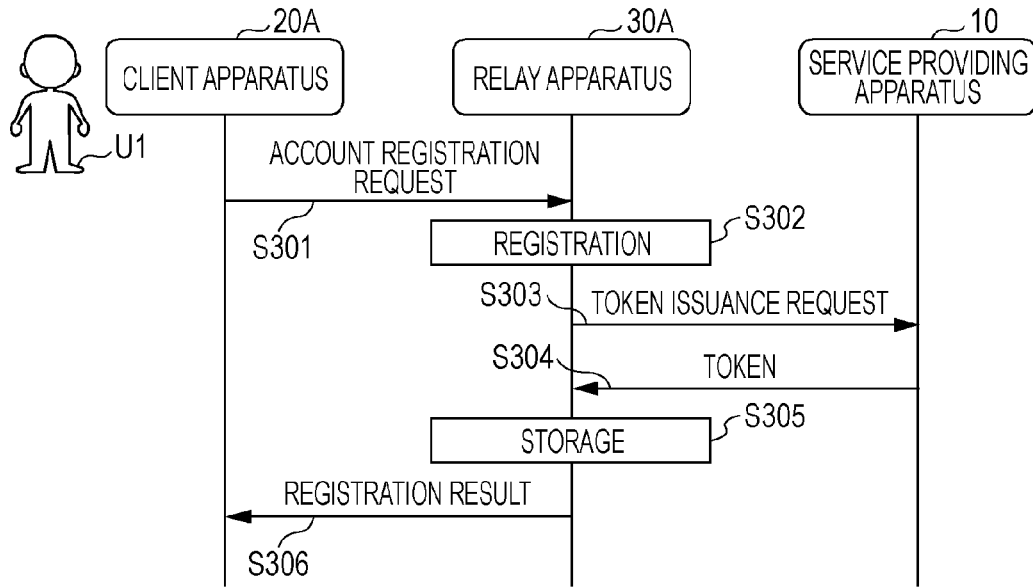 20A
30A
10
CLIENT APPARATUS
RELAY APPARATUS
SERVICE PROVIDING
APPARATUS
U1
ACCOUNT REGISTRATION
REQUEST
S301
S302
REGISTRATION
S303
TOKEN ISSUANCE REQUEST
S304
TOKEN
S305
STORAGE
REGISTRATION RESULT
S306